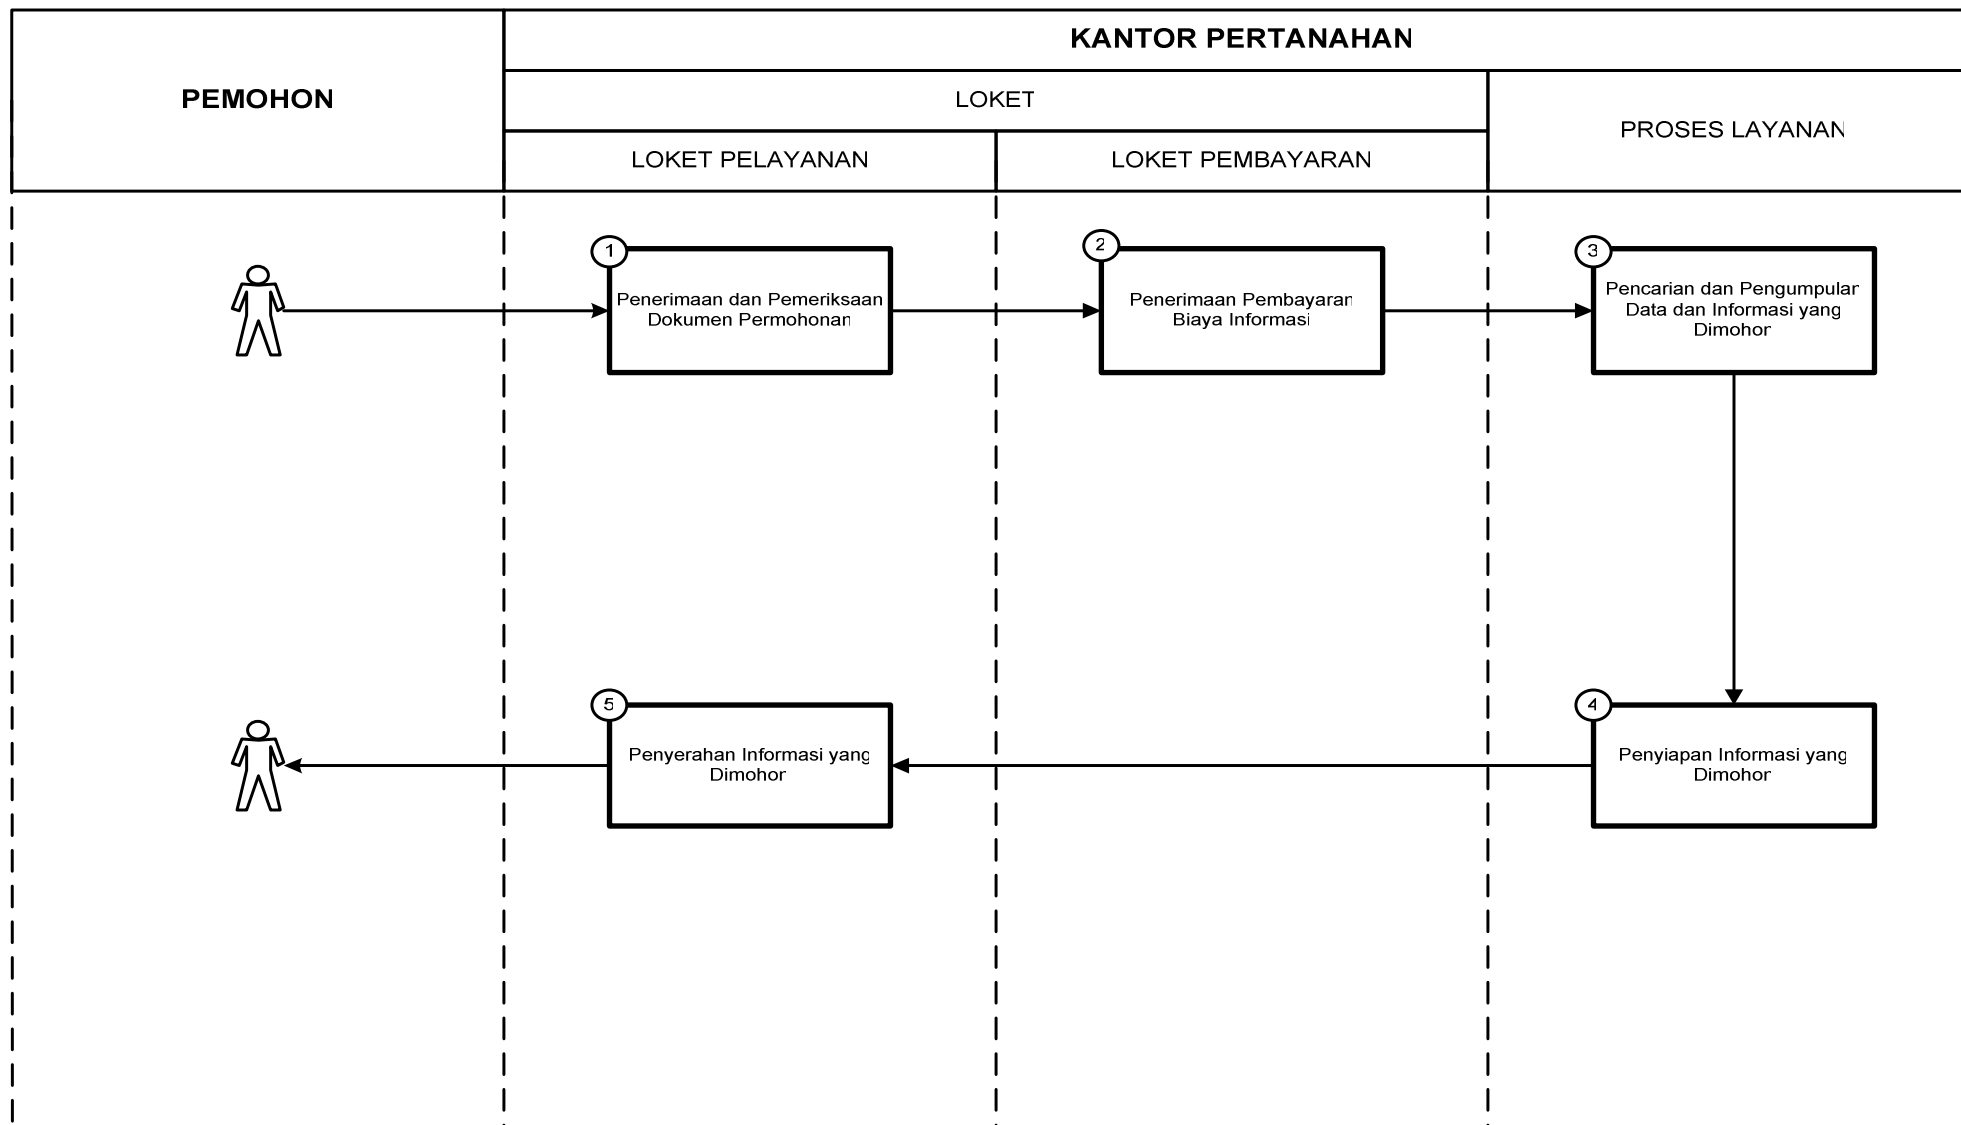 KANTOR PERTANAHAN
PEMOHON
LOKET
PROSES LAYANAN
LOKET PELAYANAN
LOKET PEMBAYARAN
1
Penerimaan dan Pemeriksaan
Dokumen Permohonan
2
Penerimaan Pembayaran
Biaya Informasi
3
Pencarian dan Pengumpulan
Data dan Informasi yang
Dimohon
5
Penyerahan Informasi yang
Dimohon
4
Penyiapan Informasi yang
Dimohon